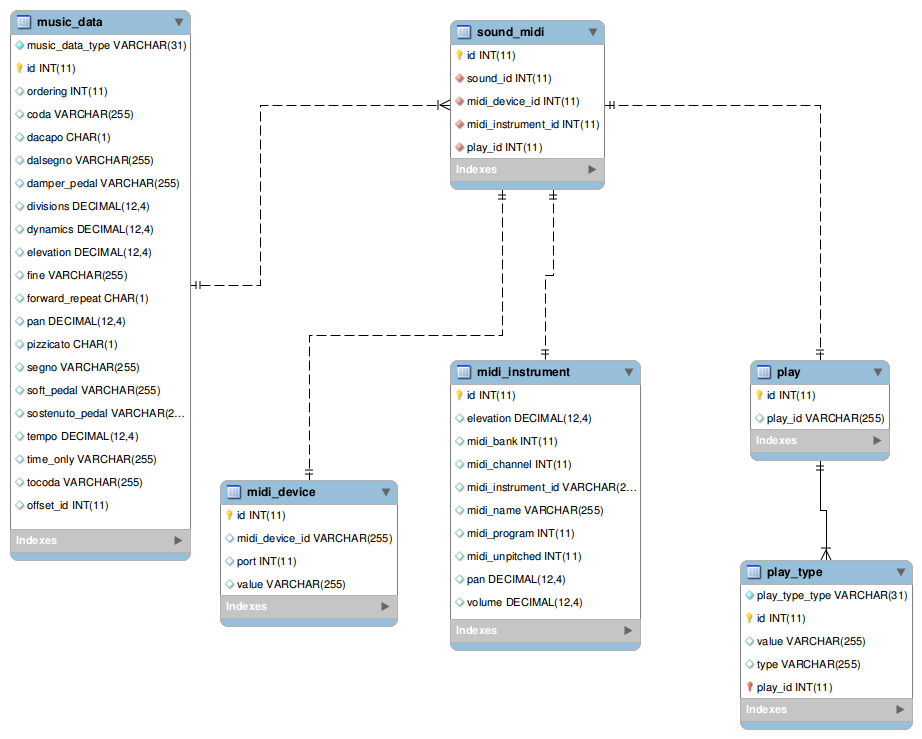 music_data
music_data_type VARCHAR(31)
id INT(11)
ordering INT(11)
coda VARCHAR(255)
dacapo CHAR(1)
dalsegno VARCHAR(255)
damper_pedal VARCHAR(255)
divisions DECIMAL(12,4)
dynamics DECIMAL(12,4)
elevation DECIMAL(12,4)
fine VARCHAR(255)
forward_repeat CHAR(1)
pan DECIMAL(12,4)
pizzicato CHAR(1)
segno VARCHAR(255)
soft_pedal VARCHAR(255)
sostenuto_pedal VARCHAR(2...
tempo DECIMAL(12,4)
time_only VARCHAR(255)
tocoda VARCHAR(255)
offset_id INT(11)
Indexes
sound_midi
id INT(11)
sound_id INT(11)
midi_device_id INT(11)
midi_instrument_id INT(11)
play_id INT(11)
Indexes
midi_device
id INT(11)
midi_device_id VARCHAR(255)
port INT(11)
value VARCHAR(255)
Indexes
midi_instrument
id INT(11)
elevation DECIMAL(12,4)
midi_bank INT(11)
midi_channel INT(11)
midi_instrument_id VARCHAR(2...
midi_name VARCHAR(255)
midi_program INT(11)
midi_unpitched INT(11)
pan DECIMAL(12,4)
volume DECIMAL(12,4)
Indexes
play
id INT(11)
play_id VARCHAR(255)
Indexes
play_type
play_type_type VARCHAR(31)
id INT(11)
value VARCHAR(255)
type VARCHAR(255)
play_id INT(11)
Indexes